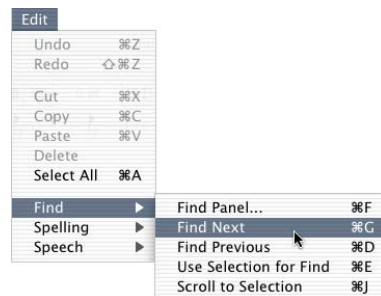 Edit
Undo ⌘Z
Redo ⇧⌘Z
Cut ⌘X
Copy ⌘C
Paste ⌘V
Delete
Select All ⌘A
Find ▶
Spelling ▶
Speech ▶
Find Panel... ⌘F
Find Next ⌘G
Find Previous ⌘D
Use Selection for Find ⌘E
Scroll to Selection ⌘J